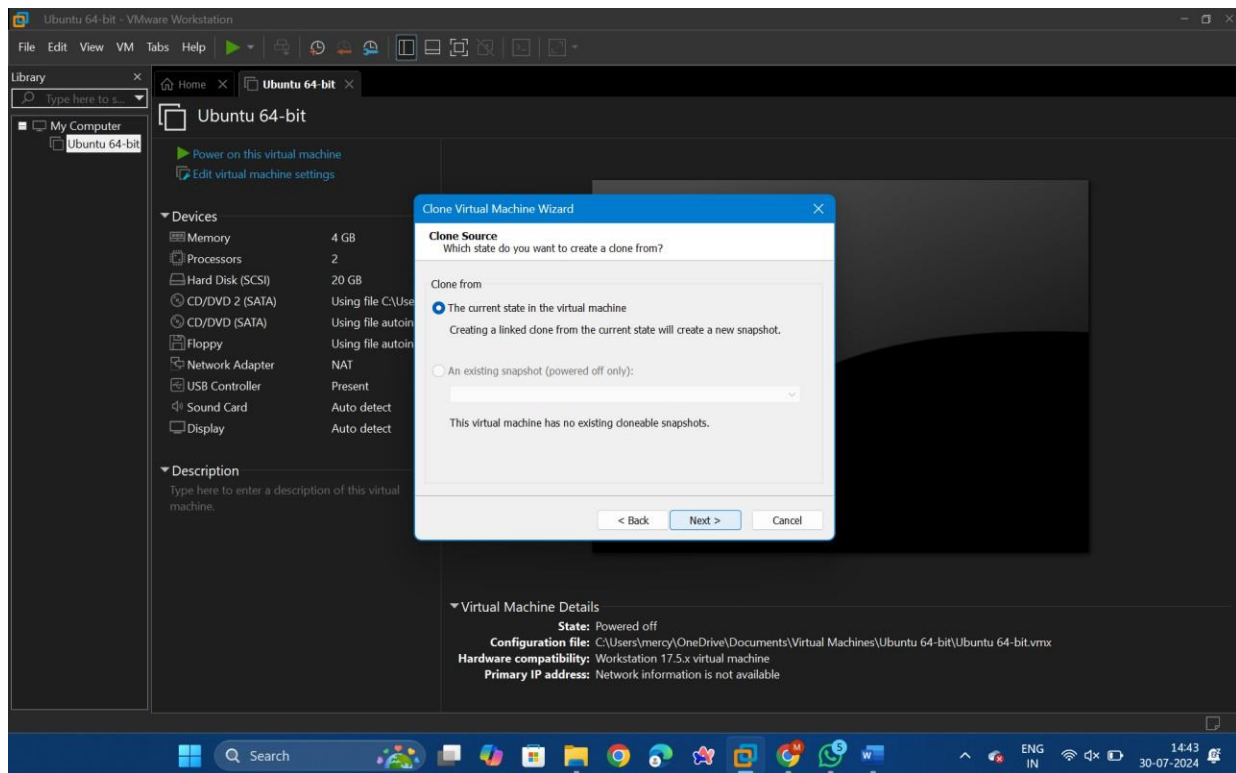 Ubuntu 64-bit - VMware Workstation
File Edit View VM Tabs Help
Library
Type here to s...
My Computer
Ubuntu 64-bit
Home
Ubuntu 64-bit
Ubuntu 64-bit
Power on this virtual machine
Edit virtual machine settings
Devices
Memory 4 GB
Processors 2
Hard Disk (SCSI) 20 GB
CD/DVD 2 (SATA) Using file C:\Use
CD/DVD (SATA) Using file autoin
Floppy Using file autoin
Network Adapter NAT
USB Controller Present
Sound Card Auto detect
Display Auto detect
Description
Type here to enter a description of this virtual
machine.
Clone Virtual Machine Wizard
Clone Source
Which state do you want to create a clone from?
Clone from
The current state in the virtual machine
Creating a linked clone from the current state will create a new snapshot.
An existing snapshot (powered off only):
This virtual machine has no existing cloneable snapshots.
< Back Next > Cancel
Virtual Machine Details
State: Powered off
Configuration file: C:\Users\mercy\OneDrive\Documents\Virtual Machines\Ubuntu 64-bit\Ubuntu 64-bit.vmx
Hardware compatibility: Workstation 17.5.x virtual machine
Primary IP address: Network information is not available
Search
ENG
IN
14:43
30-07-2024